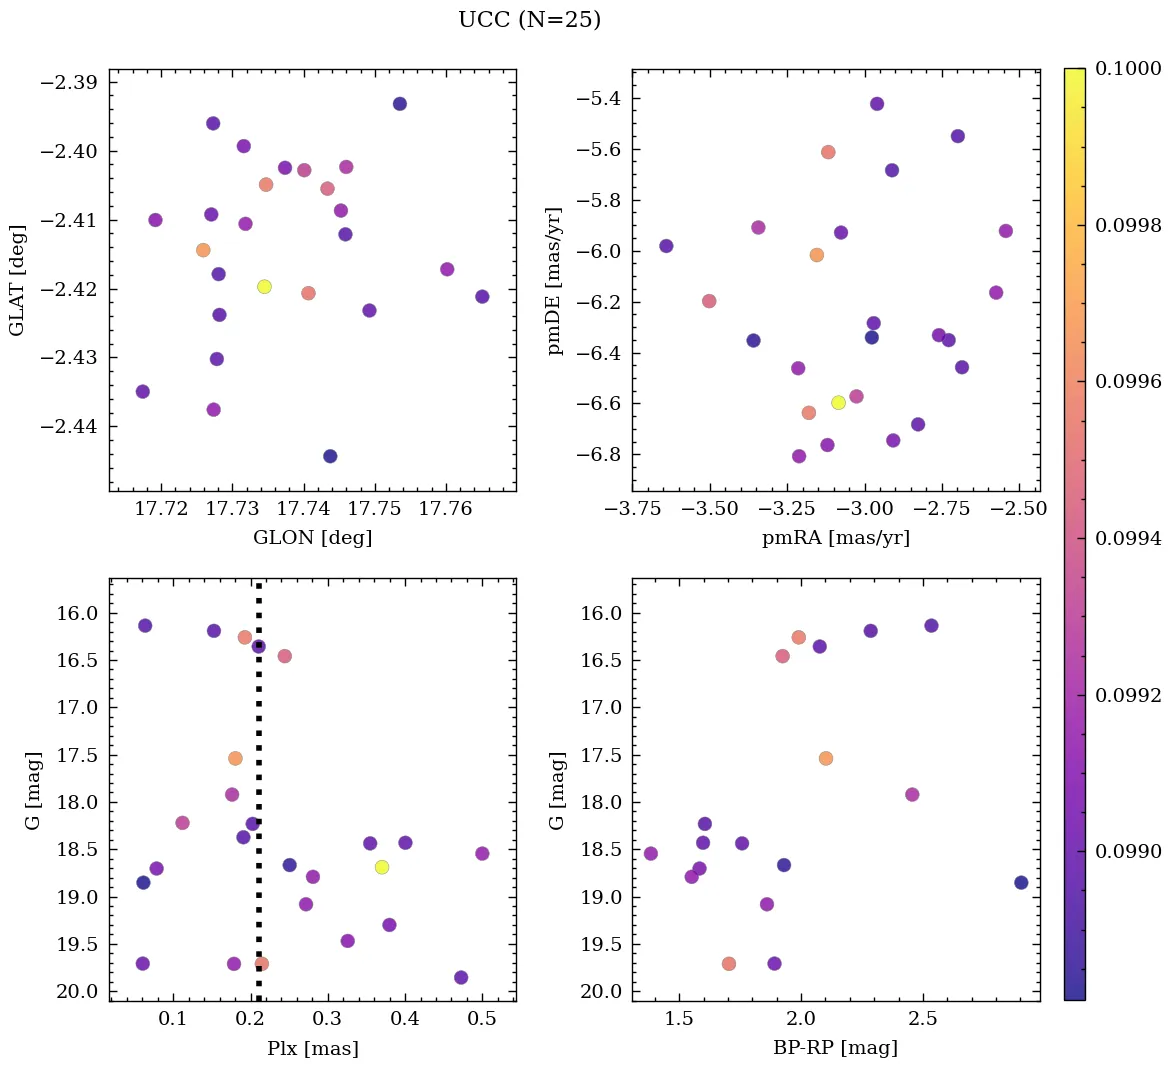 UCC (N=25)
−2.39
−2.40
−2.41
−2.42
−2.43
−2.44
GLAT [deg]
17.72 17.73 17.74 17.75 17.76
GLON [deg]
−5.4
−5.6
−5.8
−6.0
−6.2
−6.4
−6.6
−6.8
pmDE [mas/yr]
−3.75 −3.50 −3.25 −3.00 −2.75 −2.50
pmRA [mas/yr]
16.0
16.5
17.0
17.5
18.0
18.5
19.0
19.5
20.0
G [mag]
0.1 0.2 0.3 0.4 0.5
Plx [mas]
16.0
16.5
17.0
17.5
18.0
18.5
19.0
19.5
20.0
G [mag]
1.5 2.0 2.5
BP-RP [mag]
0.1000
0.0998
0.0996
0.0994
0.0992
0.0990